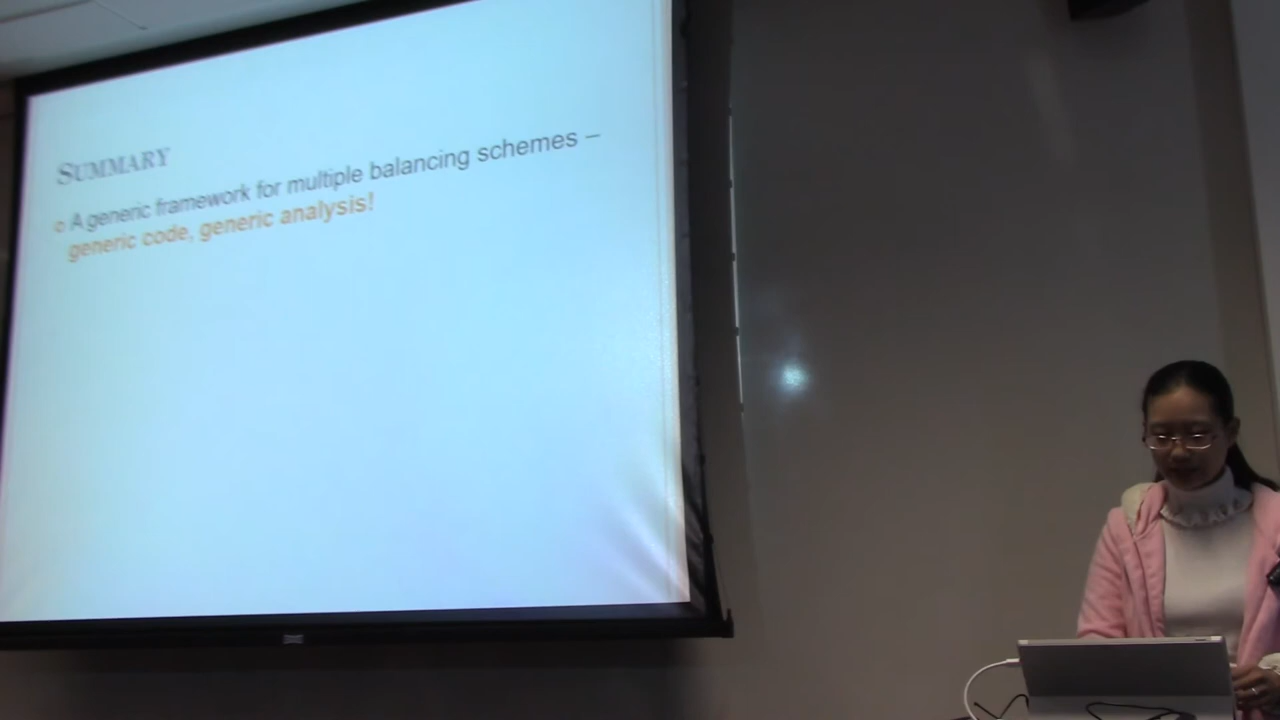 SUMMARY
A generic framework for multiple balancing schemes –
generic code, generic analysis!